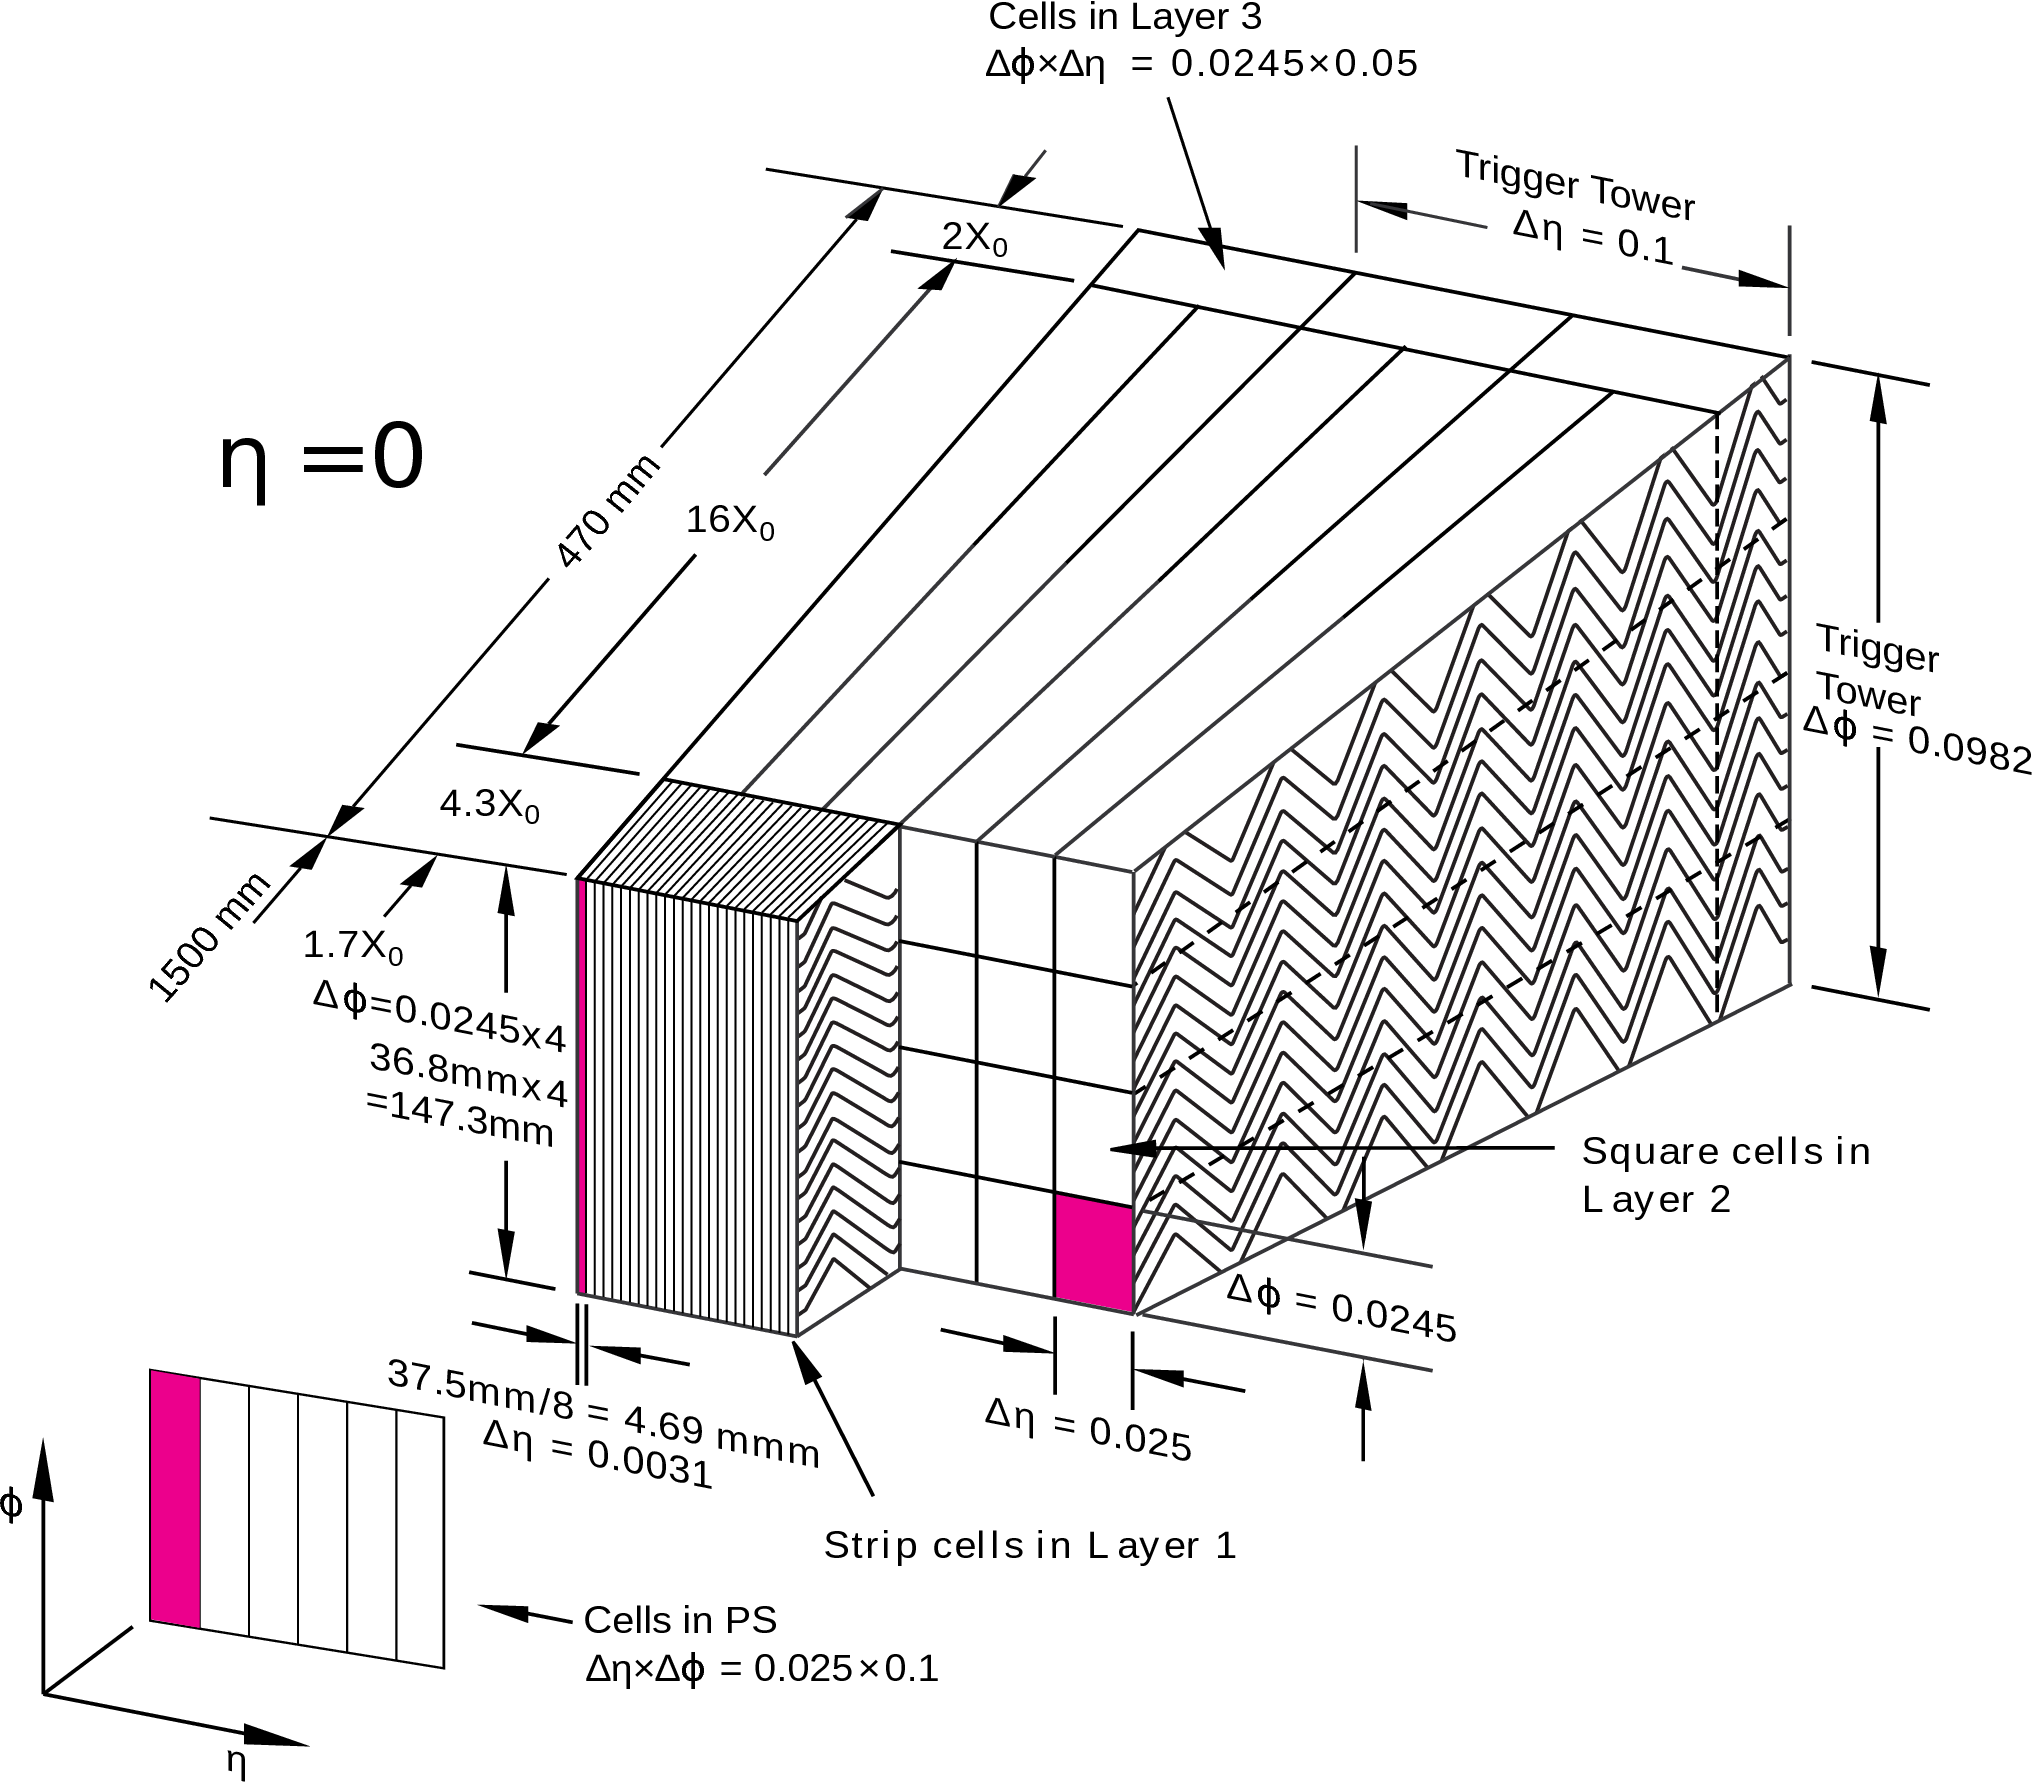 Cells in Layer 3
Δϕ×Δη = 0.0245×0.05
Trigger Tower
Δη = 0.1
2X₀
η =0
470 mm
16X₀
Trigger
Tower
Δϕ = 0.0982
4.3X₀
1500 mm
1.7X₀
Δϕ=0.0245x4
36.8mmx4
=147.3mm
Square cells in
Layer 2
Δϕ = 0.0245
37.5mm/8 = 4.69 mmm
Δη = 0.0031
Δη = 0.025
Strip cells in Layer 1
ϕ
Cells in PS
Δη×Δϕ = 0.025×0.1
η